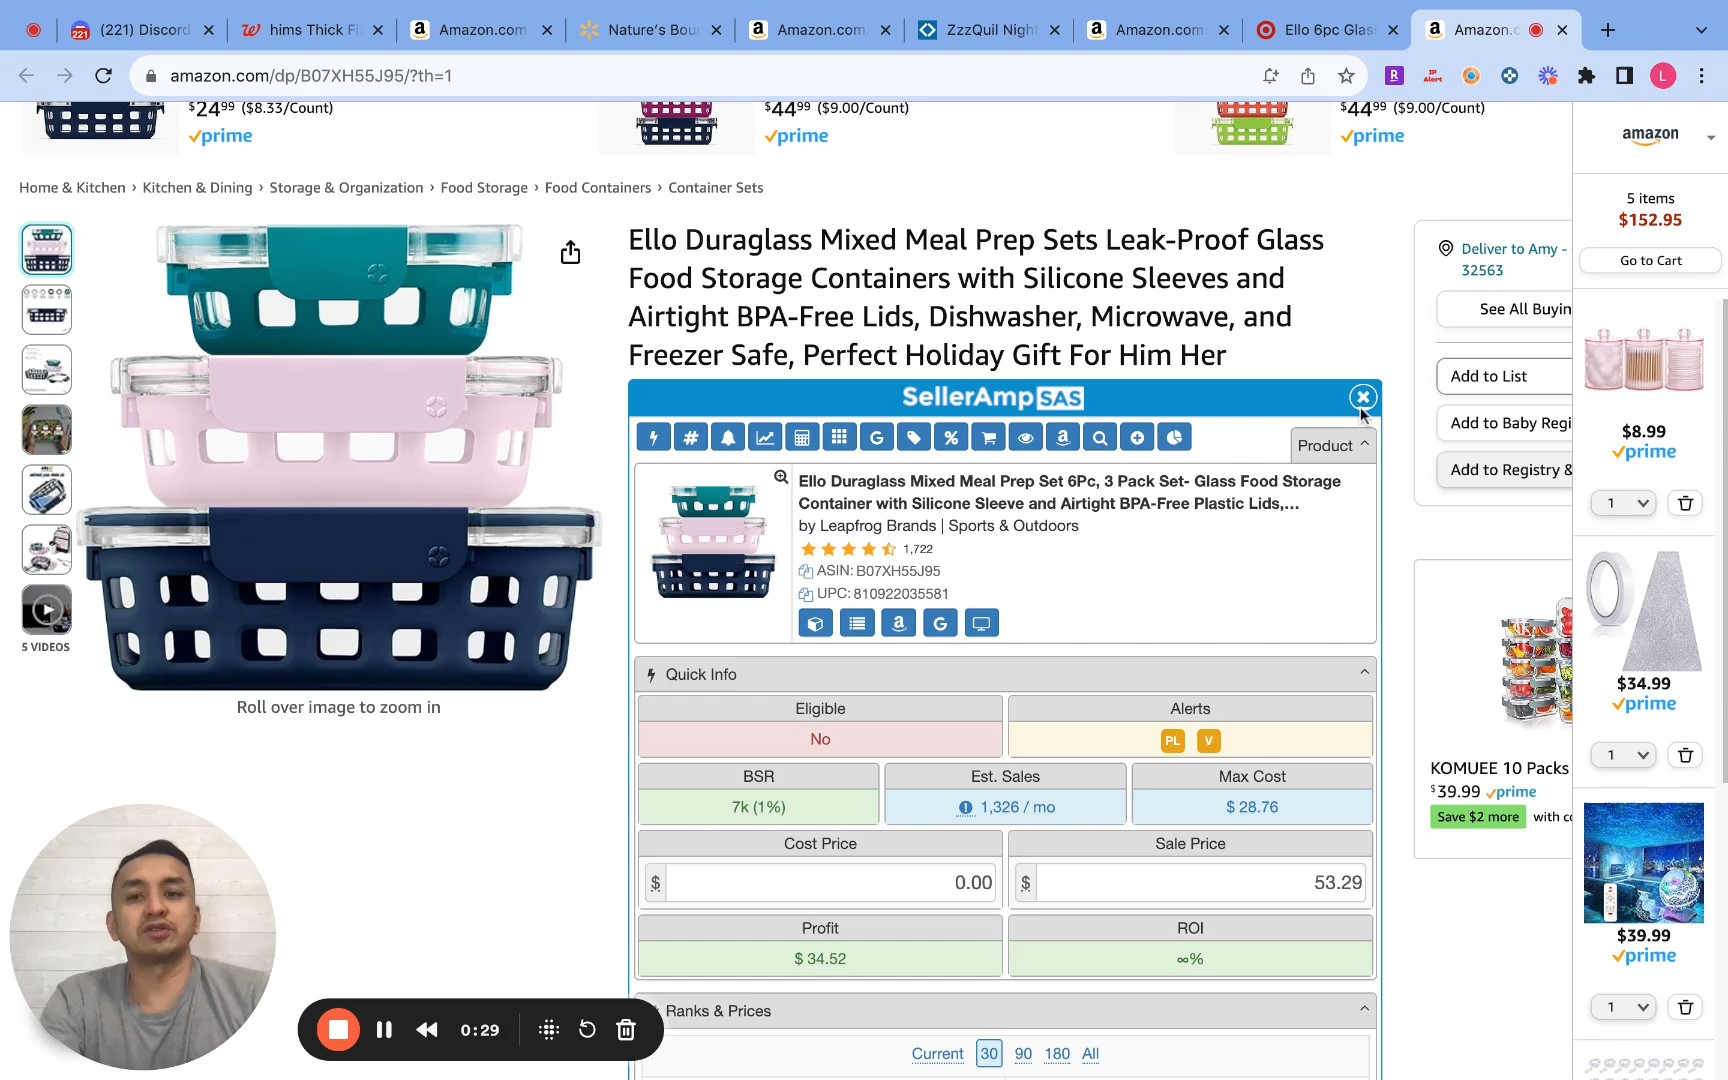 (221) Discord
hims Thick Fi
Amazon.com
Nature's Bou
Amazon.com
ZzzQuil Night
Amazon.com
Ello 6pc Glas
Amazon.c
amazon.com/dp/B07XH55J95/?th=1
IP
Alert
L
$24.99 ($8.33/Count)
prime
$44.99 ($9.00/Count)
prime
$44.99 ($9.00/Count)
prime
Home & Kitchen › Kitchen & Dining › Storage & Organization › Food Storage › Food Containers › Container Sets
5 VIDEOS
Roll over image to zoom in
Ello Duraglass Mixed Meal Prep Sets Leak-Proof Glass
Food Storage Containers with Silicone Sleeves and
Airtight BPA-Free Lids, Dishwasher, Microwave, and
Freezer Safe, Perfect Holiday Gift For Him Her
SellerAmp SAS
Product
Ello Duraglass Mixed Meal Prep Set 6Pc, 3 Pack Set- Glass Food Storage
Container with Silicone Sleeve and Airtight BPA-Free Plastic Lids,...
by Leapfrog Brands | Sports & Outdoors
1,722
ASIN: B07XH55J95
UPC: 810922035581
Quick Info
Eligible
No
Alerts
PL V
BSR
7k (1%)
Est. Sales
1,326 / mo
Max Cost
$ 28.76
Cost Price
$ 0.00
Sale Price
$ 53.29
Profit
$ 34.52
ROI
∞%
Ranks & Prices
Current 30 90 180 All
0:29
Deliver to Amy -
32563
See All Buyin
Add to List
Add to Baby Regi
Add to Registry &
KOMUEE 10 Packs
$39.99 prime
Save $2 more with co
amazon
5 items
$152.95
Go to Cart
$8.99
prime
1
$34.99
prime
1
$39.99
prime
1